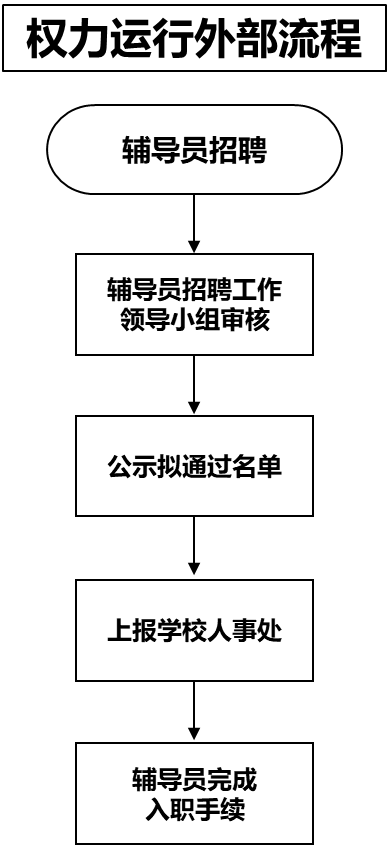 权力运行外部流程
辅导员招聘
辅导员招聘工作
领导小组审核
公示拟通过名单
上报学校人事处
辅导员完成
入职手续